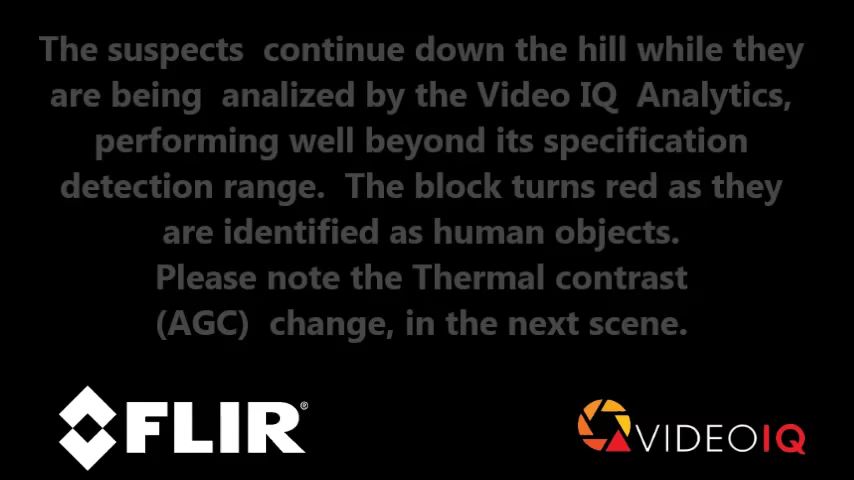 The suspects continue down the hill while they
are being analized by the Video IQ Analytics,
performing well beyond its specification
detection range. The block turns red as they
are identified as human objects.
Please note the Thermal contrast
(AGC) change, in the next scene.
FLIR®
VIDEOIQ